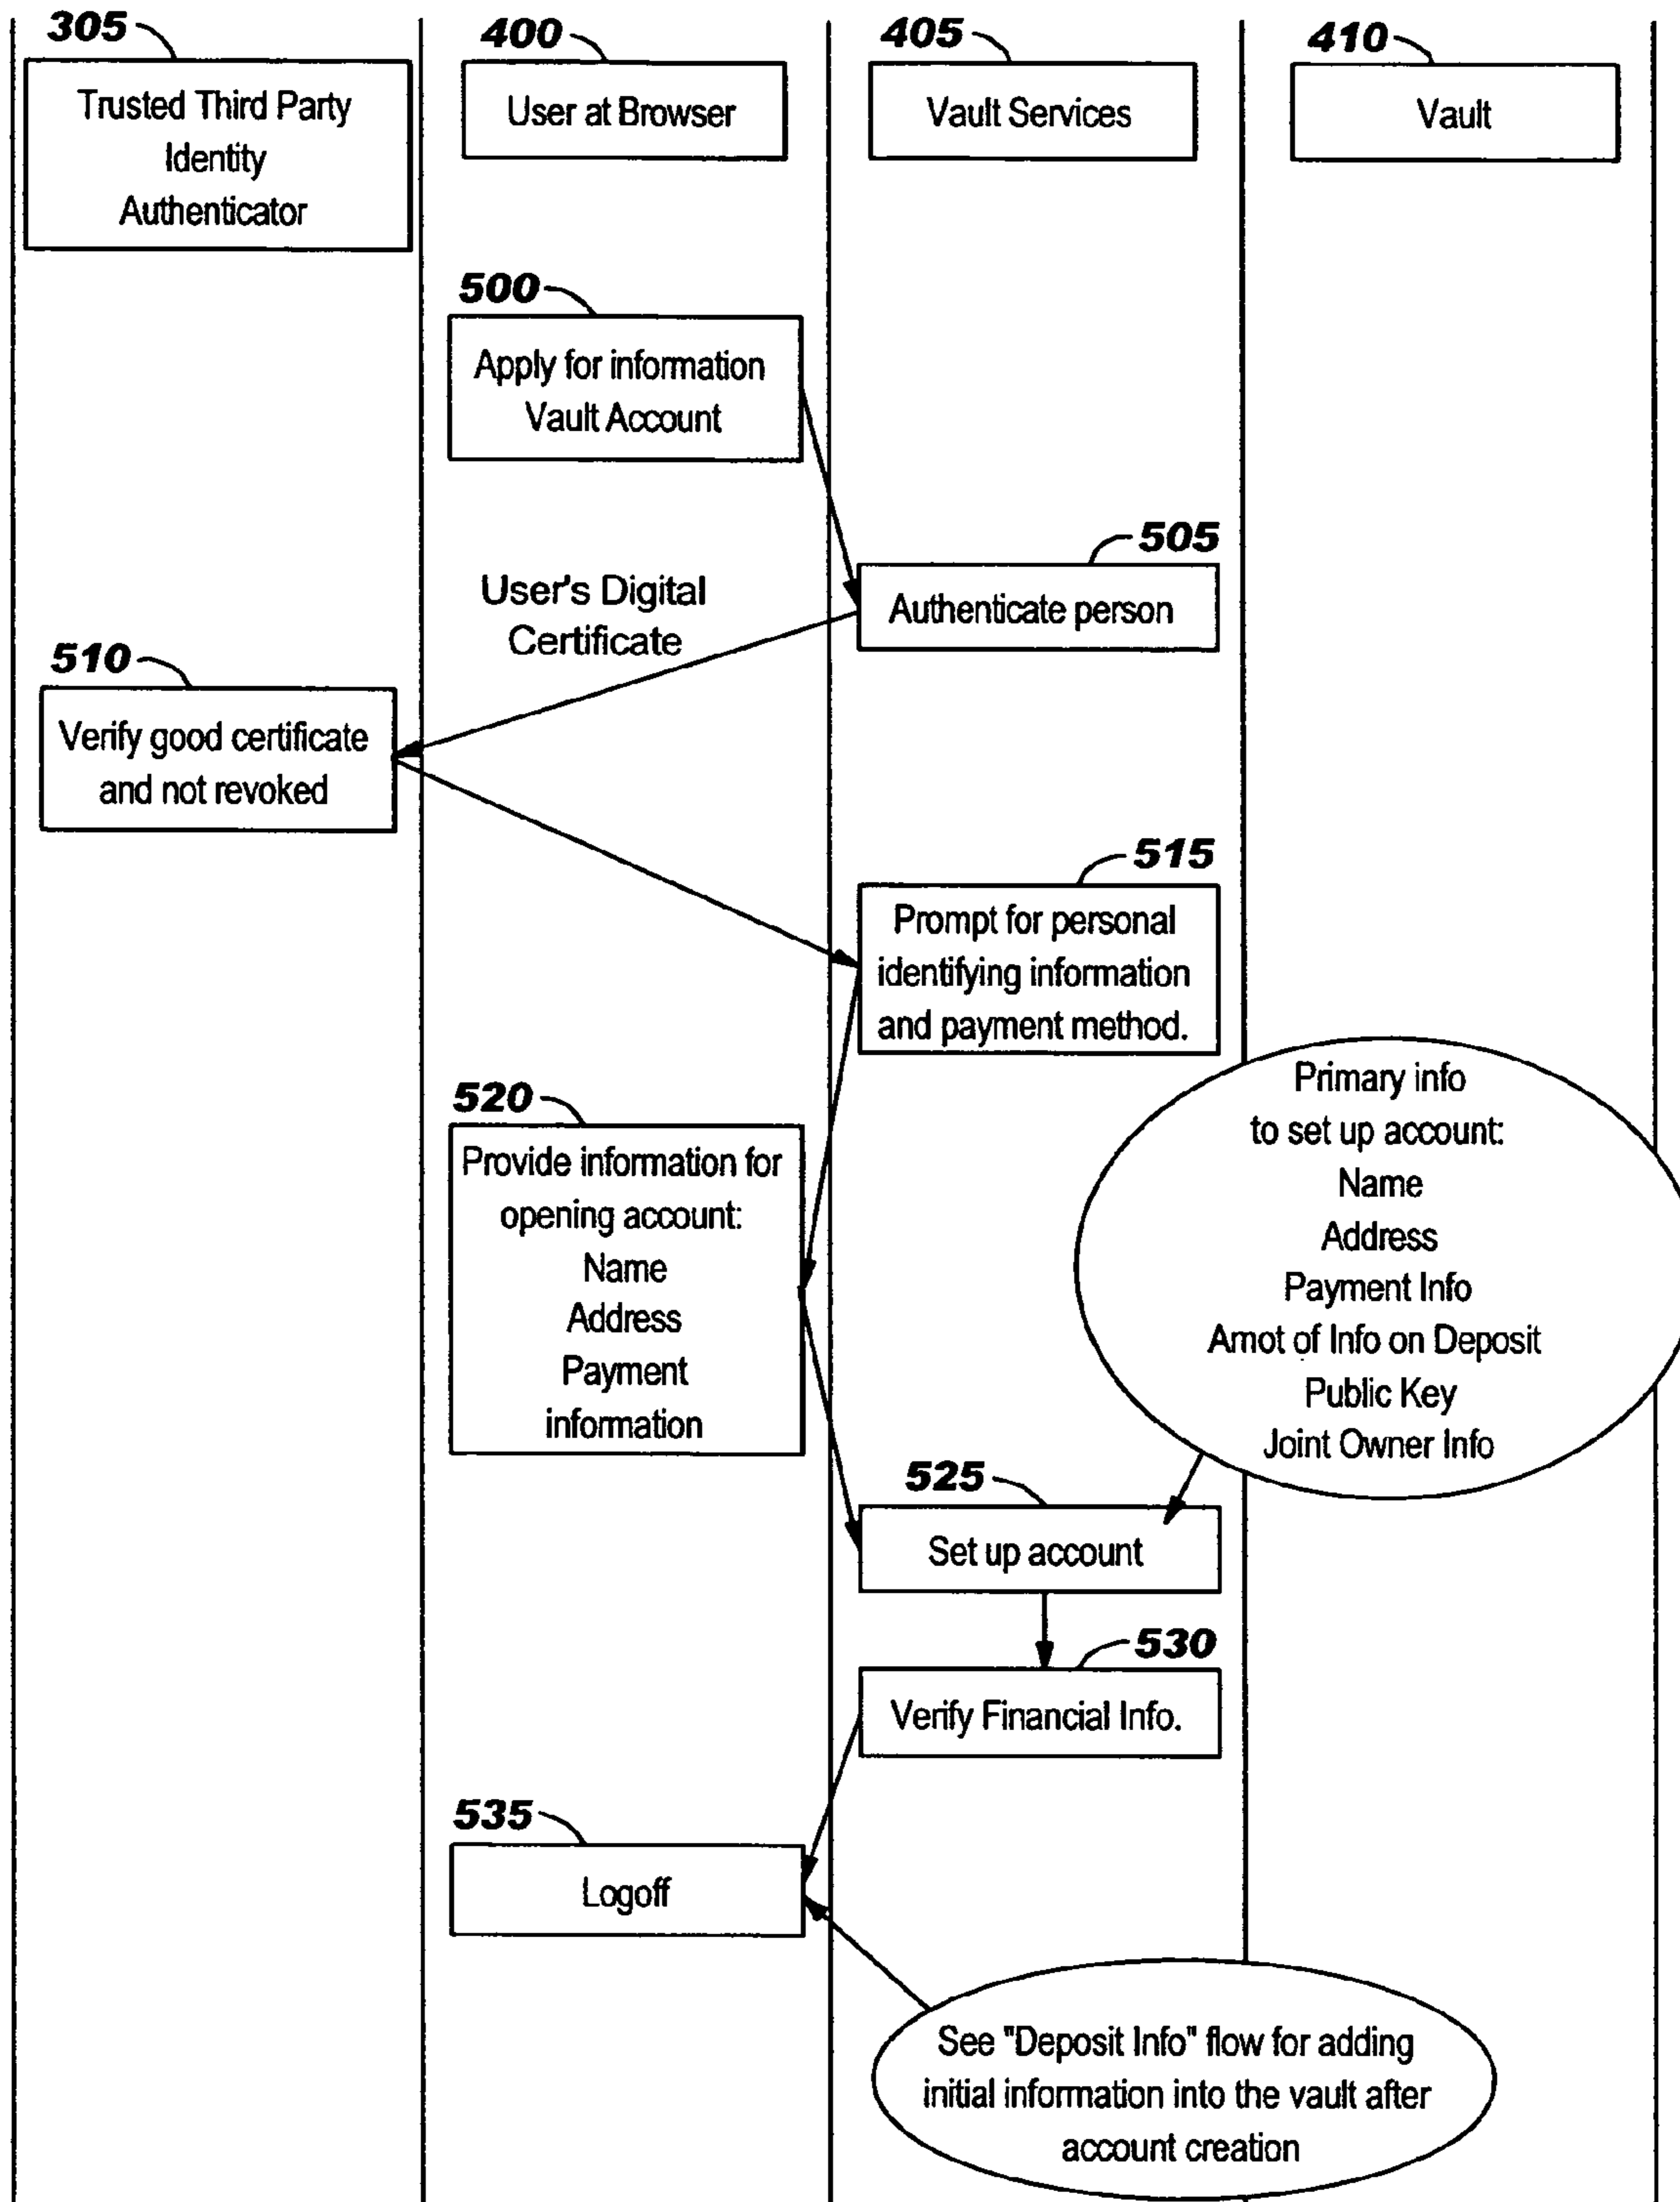 305
400
405
410
Trusted Third Party
Identity
Authenticator
User at Browser
Vault Services
Vault
500
Apply for information
Vault Account
505
Authenticate person
User's Digital
Certificate
510
Verify good certificate
and not revoked
515
Prompt for personal
identifying information
and payment method.
520
Provide information for
opening account:
Name
Address
Payment
information
Primary info
to set up account:
Name
Address
Payment Info
Amot of Info on Deposit
Public Key
Joint Owner Info
525
Set up account
530
Verify Financial Info.
535
Logoff
See "Deposit Info" flow for adding
initial information into the vault after
account creation